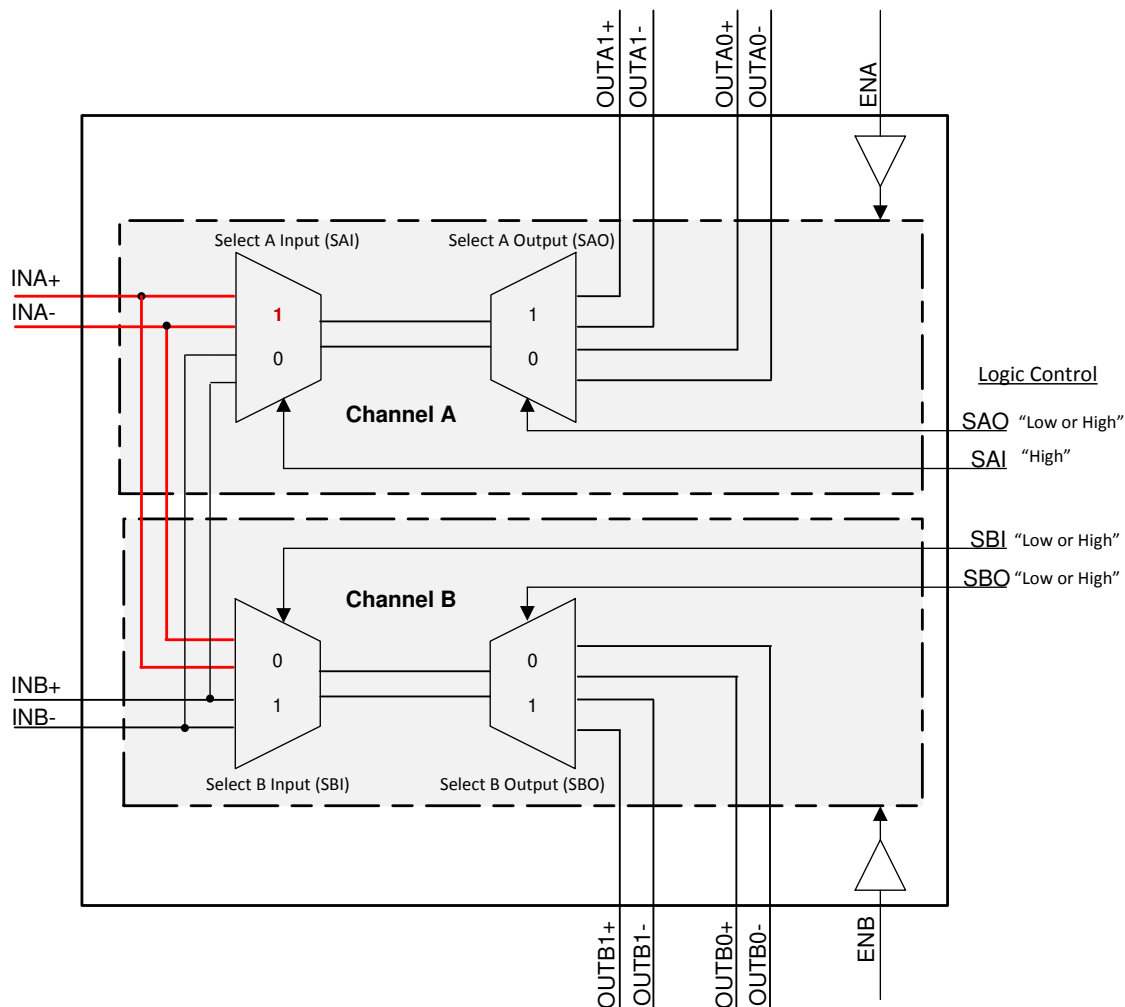 OUTA1+
OUTA1-
OUTA0+
OUTA0-
ENA
Select A Input (SAI)
Select A Output (SAO)
INA+
INA-
1
0
1
0
Channel A
Logic Control
SAO "Low or High"
SAI "High"
SBI "Low or High"
SBO "Low or High"
Channel B
0
1
0
1
INB+
INB-
Select B Input (SBI)
Select B Output (SBO)
OUTB1+
OUTB1-
OUTB0+
OUTB0-
ENB